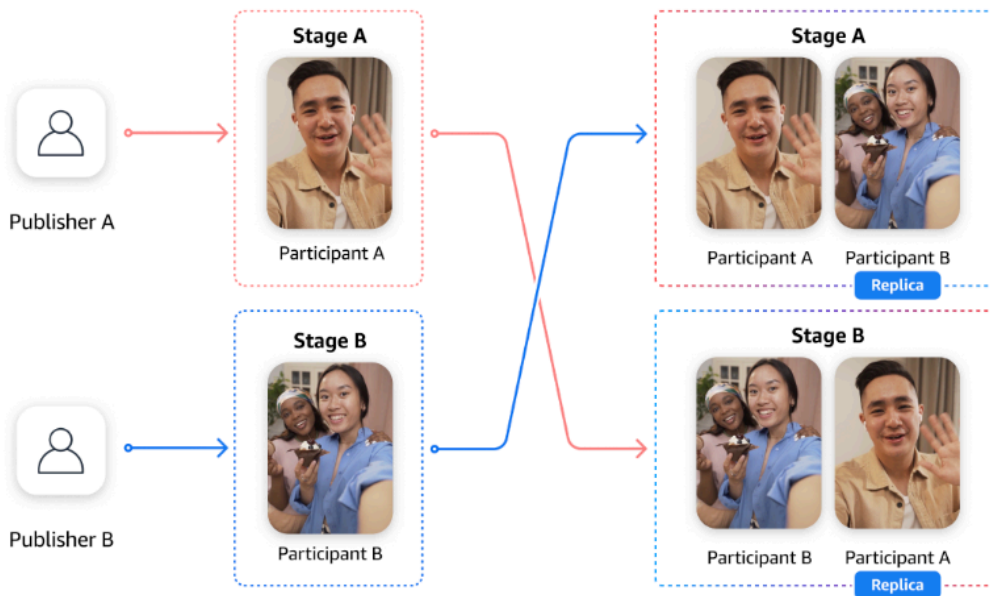 Stage A
Stage A
Publisher A
Participant A
Participant A
Participant B
Replica
Stage B
Stage B
Publisher B
Participant B
Participant B
Participant A
Replica